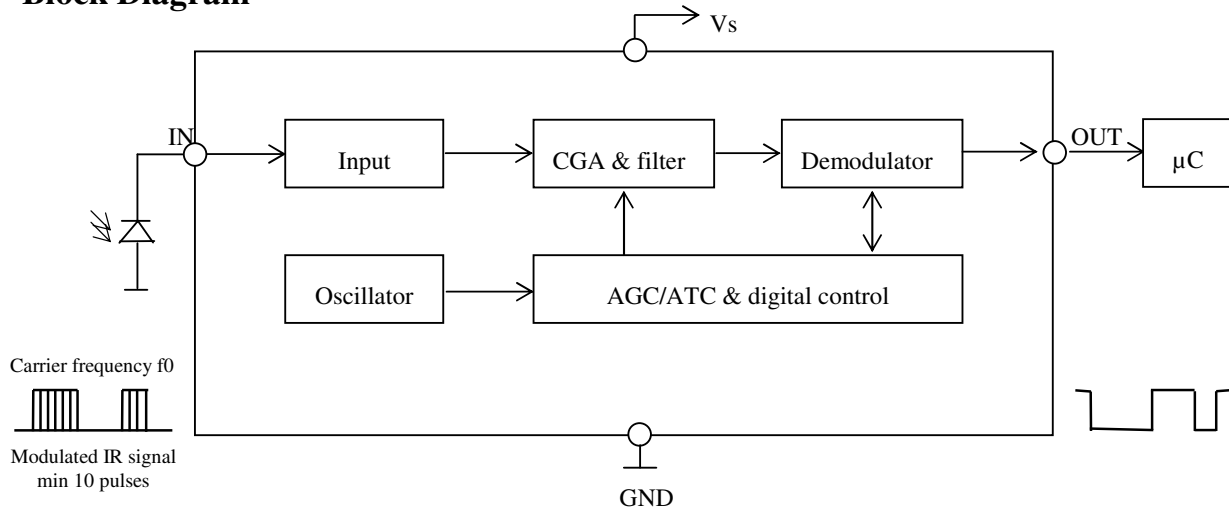 Block Diagram
Vs
IN
Input
CGA & filter
Demodulator
OUT
µC
Oscillator
AGC/ATC & digital control
Carrier frequency f0
Modulated IR signal
min 10 pulses
GND